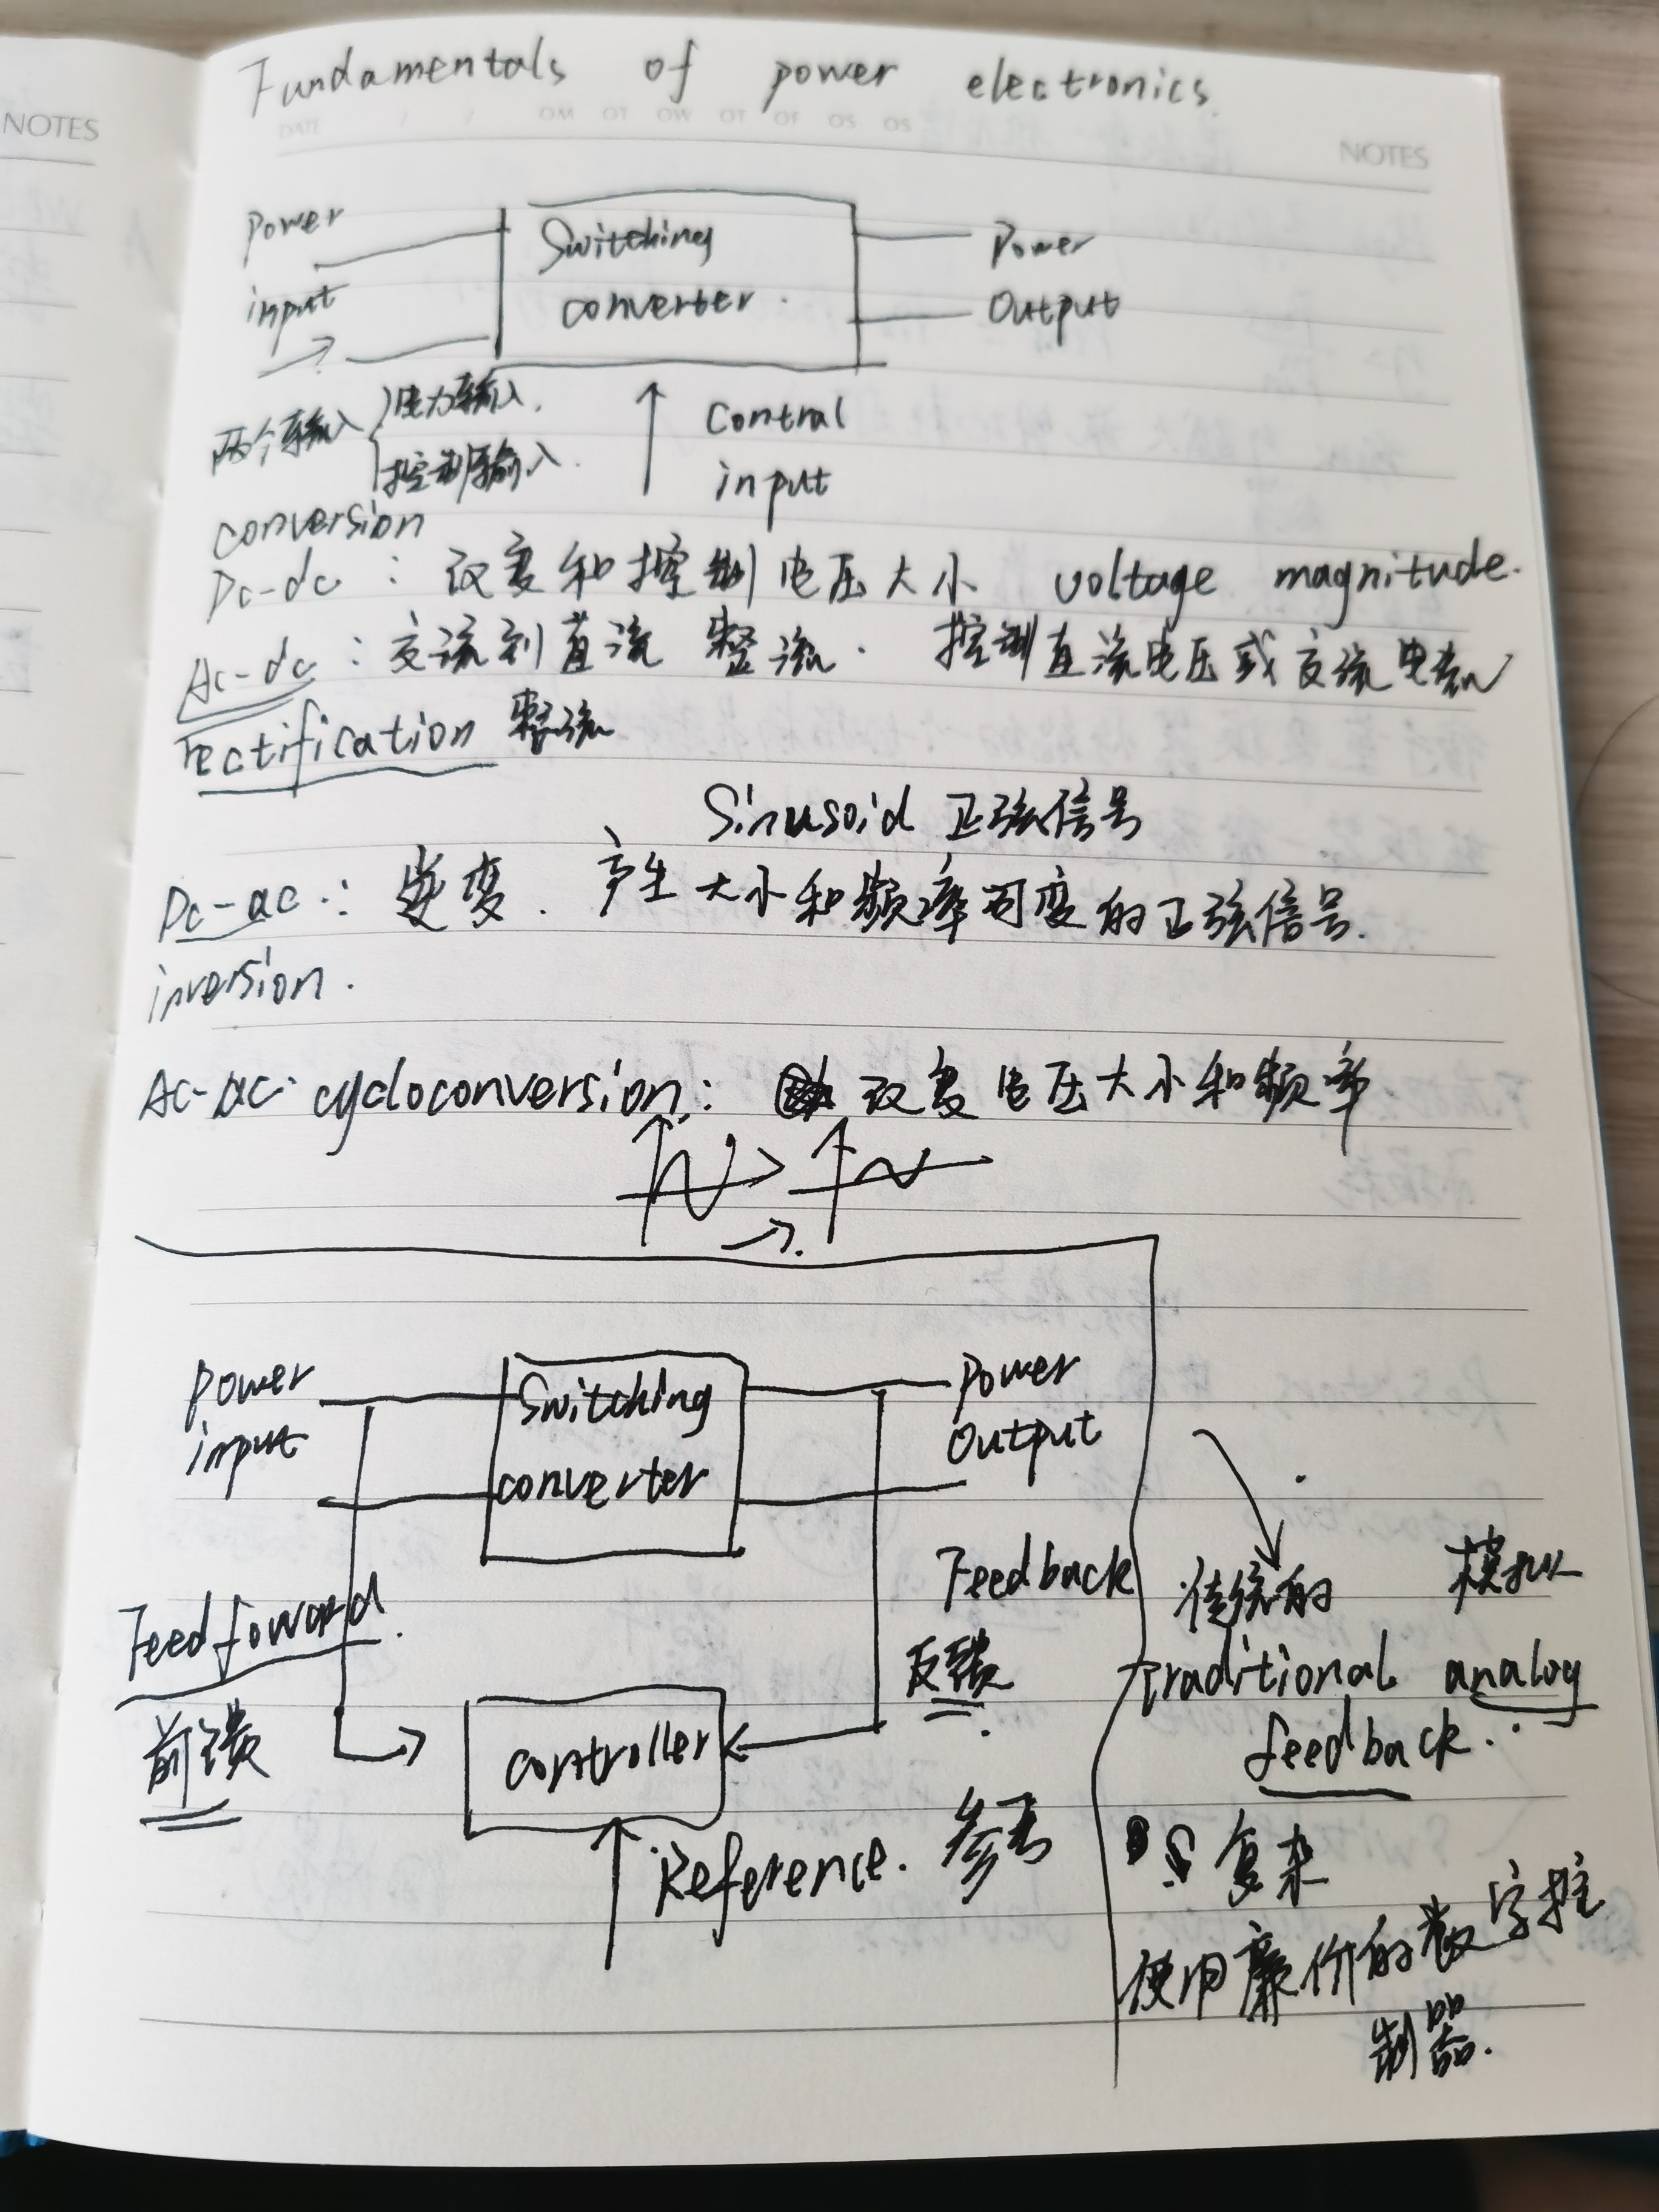 Fundamentals of power electronics.
DATE / /
NOTES
NOTES
Power
input
Switching
converter.
Power
Output
两个输入
电力输入.
控制输入.
Control
input
conversion
Dc-dc : 改变和控制电压大小 voltage magnitude.
Ac-dc : 交流到直流 整流. 控制直流电压或交流电流
rectification 整流
Sinusoid 正弦信号
Dc-ac : 逆变. 产生大小和频率可变的正弦信号.
inversion.
Ac-ac cycloconversion : 改变电压大小和频率
Power
input
Switching
converter
Power
Output
Feedfoword.
前馈
Feedback
反馈
controller
Reference. 参考
传统的 模拟
traditional analog
feedback.
复杂
使用廉价的数字控
制器.